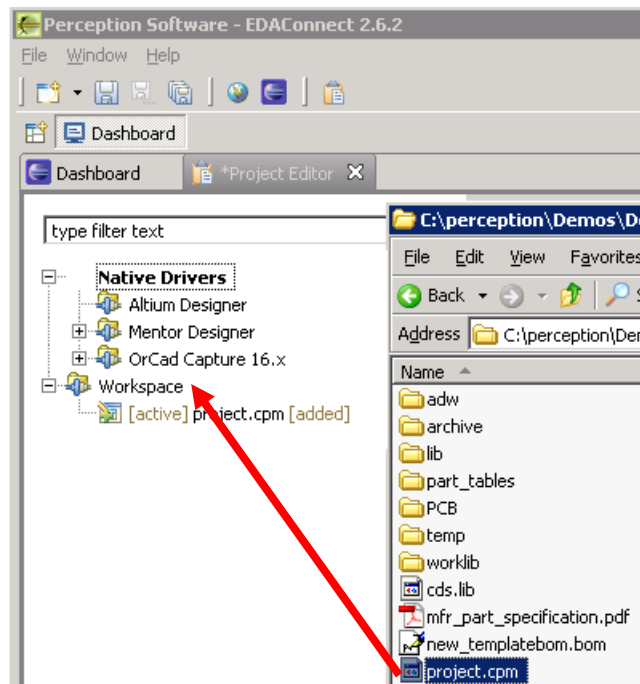 Perception Software - EDAConnect 2.6.2
File Window Help
Dashboard
Dashboard *Project Editor
type filter text
Native Drivers
Altium Designer
Mentor Designer
OrCad Capture 16.x
Workspace
[active] project.cpm [added]
C:\perception\Demos\D
File Edit View Favorites
Back
Address C:\perception\De
Name
adw
archive
lib
part_tables
PCB
temp
worklib
cds.lib
mfr_part_specification.pdf
new_templatebom.bom
project.cpm